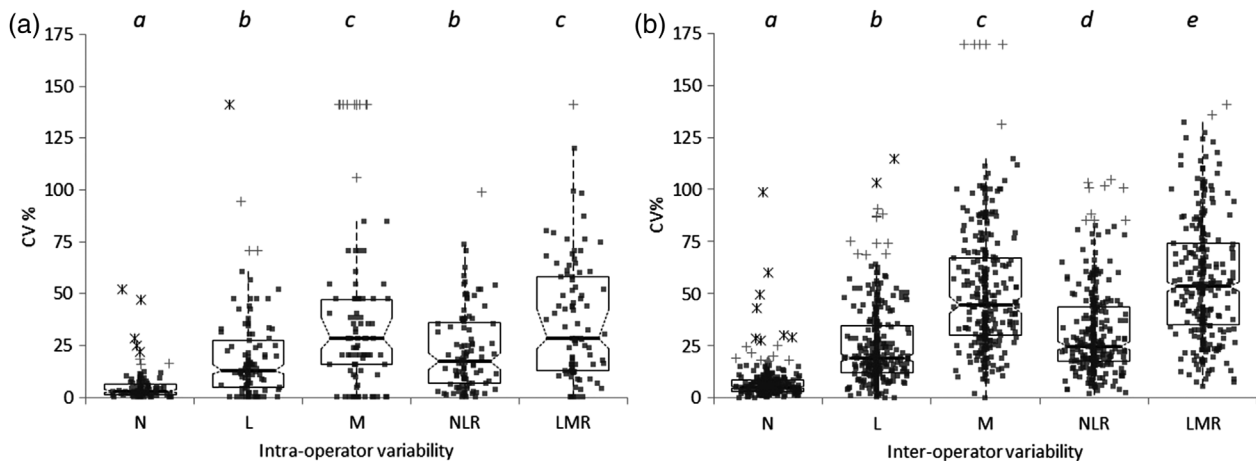 (a)
a b c b c
175
150
125
100
75
50
25
0
CV %
N L M NLR LMR
Intra-operator variability
(b)
a b c d e
175
150
125
100
75
50
25
0
CV%
N L M NLR LMR
Inter-operator variability